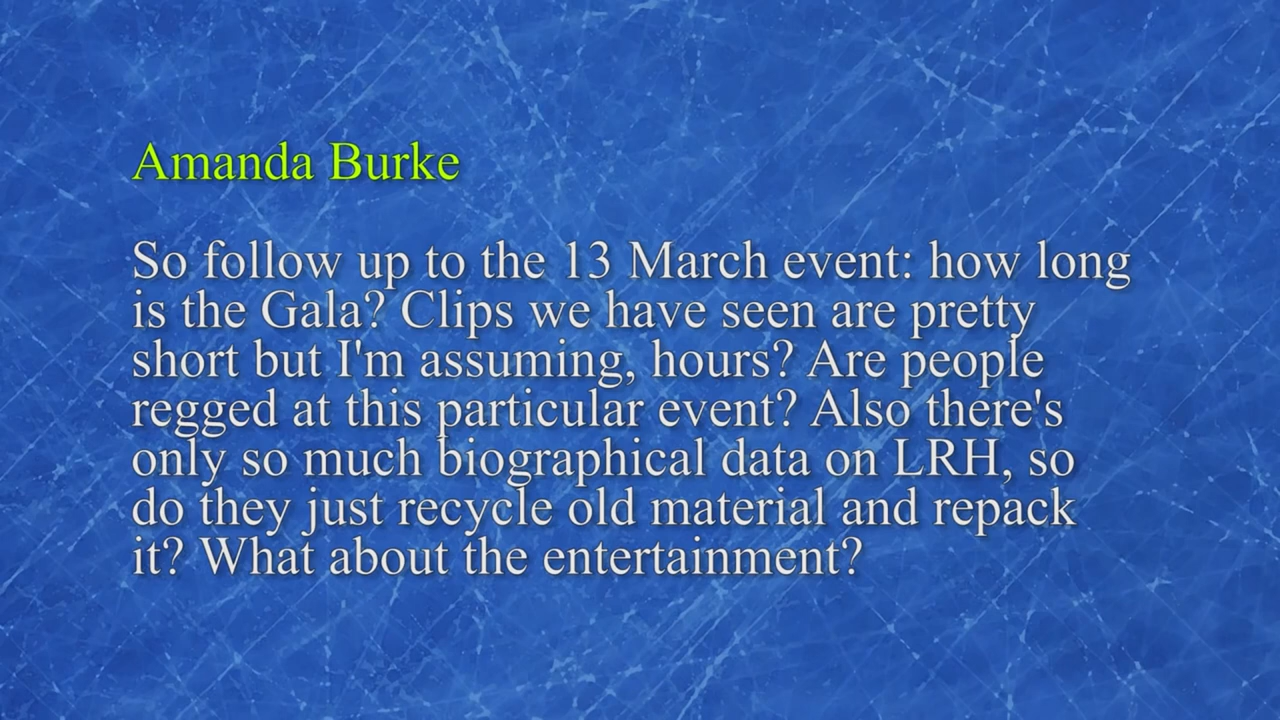 Amanda Burke
So follow up to the 13 March event: how long
is the Gala? Clips we have seen are pretty
short but I'm assuming, hours? Are people
regged at this particular event? Also there's
only so much biographical data on LRH, so
do they just recycle old material and repack
it? What about the entertainment?